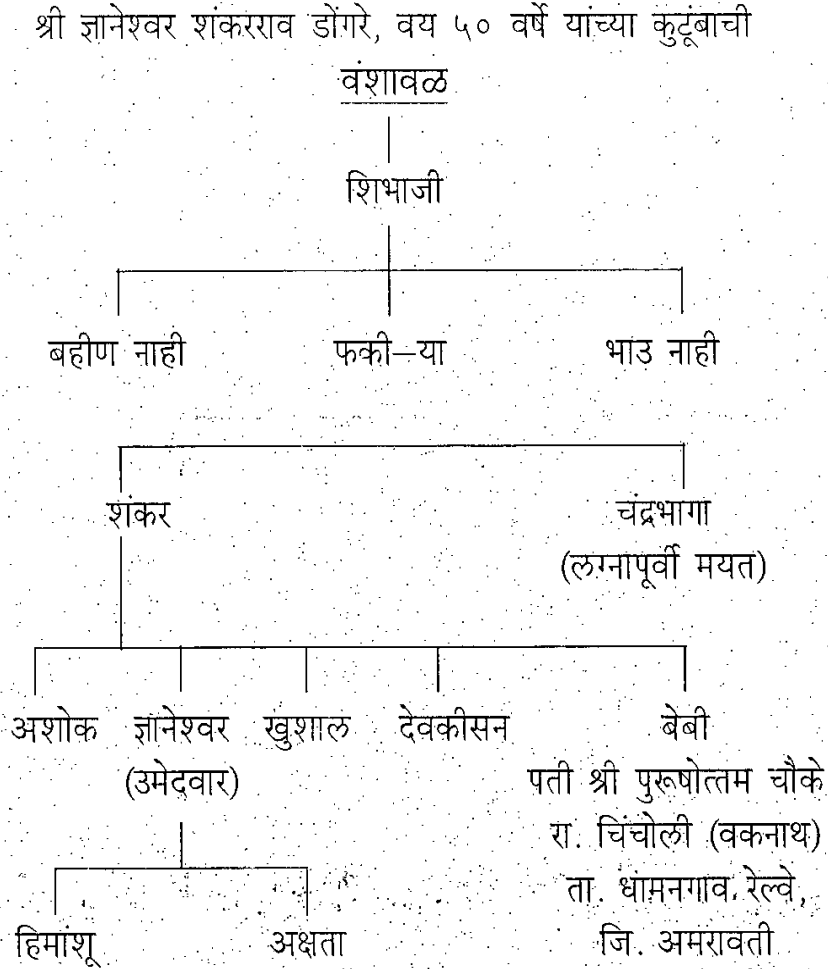 श्री ज्ञानेश्वर शंकरराव डोंगरे, वय ५० वर्षे यांच्या कुटूंबाची
वंशावळ
शिभाजी
बहीण नाही फकी–या भाउ नाही
शंकर चंद्रभागा
(लग्नापूर्वी मयत)
अशोक ज्ञानेश्वर खुशाल देवकीसन बेबी
(उमेदवार) पती श्री पुरूषोत्तम चौके
रा. चिंचोली (वकनाथ)
ता. धामनगाव रेल्वे,
हिमांशू अक्षता जि. अमरावती